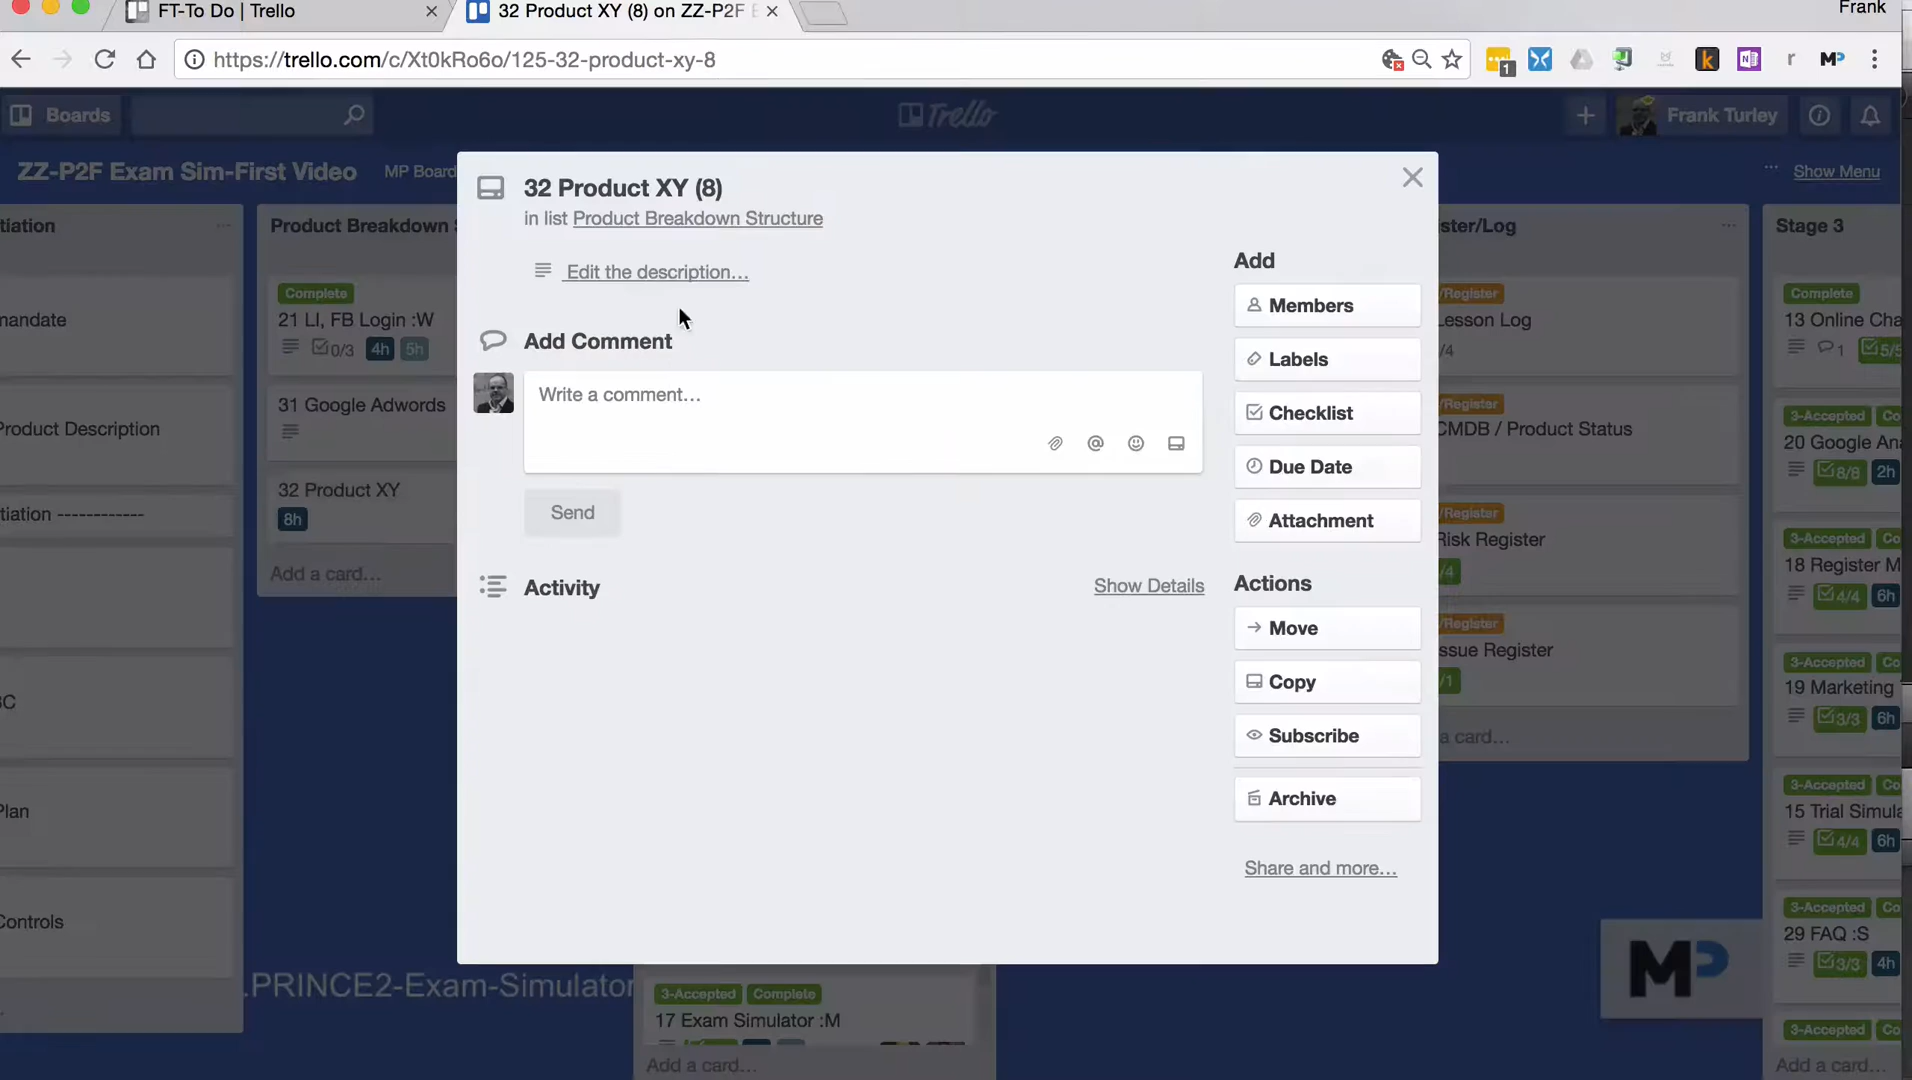 FT-To Do | Trello
32 Product XY (8) on ZZ-P2F E
Frank
https://trello.com/c/Xt0kRo6o/125-32-product-xy-8
1
Boards
Trello
Frank Turley
ZZ-P2F Exam Sim-First Video
MP Board
Show Menu
tiation
mandate
Product Description
tiation ------------
C
Plan
Controls
Product Breakdown S
Complete
21 LI, FB Login :W
0/3 4h 5h
31 Google Adwords
32 Product XY
8h
Add a card…
32 Product XY (8)
in list Product Breakdown Structure
Edit the description…
Add Comment
Write a comment…
Send
Activity
Show Details
Add
Members
Labels
Checklist
Due Date
Attachment
Actions
Move
Copy
Subscribe
Archive
Share and more…
ster/Log
/Register
Lesson Log
/4
/Register
CMDB / Product Status
/Register
Risk Register
/4
/Register
ssue Register
/1
a card…
Stage 3
Complete
13 Online Cha
1 5/5
3-Accepted Co
20 Google Ana
8/8 2h
3-Accepted Co
18 Register M
4/4 6h
3-Accepted Co
19 Marketing
3/3 6h
3-Accepted Co
15 Trial Simula
4/4 6h
3-Accepted Co
29 FAQ :S
3/3 4h
3-Accepted Co
Add a card…
.PRINCE2-Exam-Simulator
3-Accepted Complete
17 Exam Simulator :M
Add a card…
MP